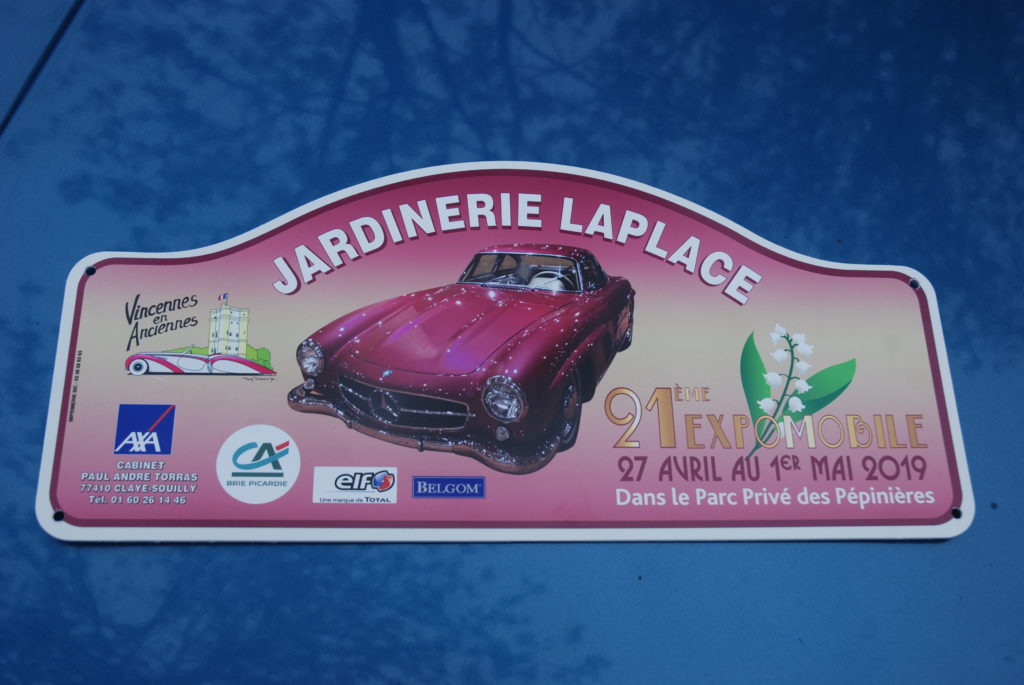 JARDINERIE LAPLACE
Vincennes
en
Anciennes
AXA
CABINET
PAUL ANDRE TORRAS
77410 CLAYE-SOUILLY
Tél. 01 60 26 14 46
CA
BRIE PICARDIE
elf
Une marque de TOTAL
BELGOM
21ÈME EXPOMOBILE
27 AVRIL AU 1ER MAI 2019
Dans le Parc Privé des Pépinières